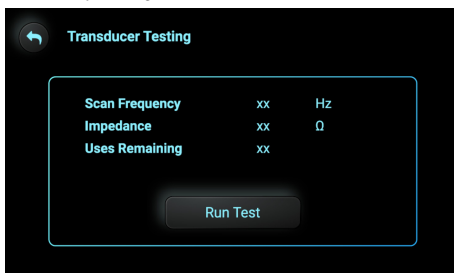 Transducer Testing
Scan Frequency xx Hz
Impedance xx Ω
Uses Remaining xx
Run Test